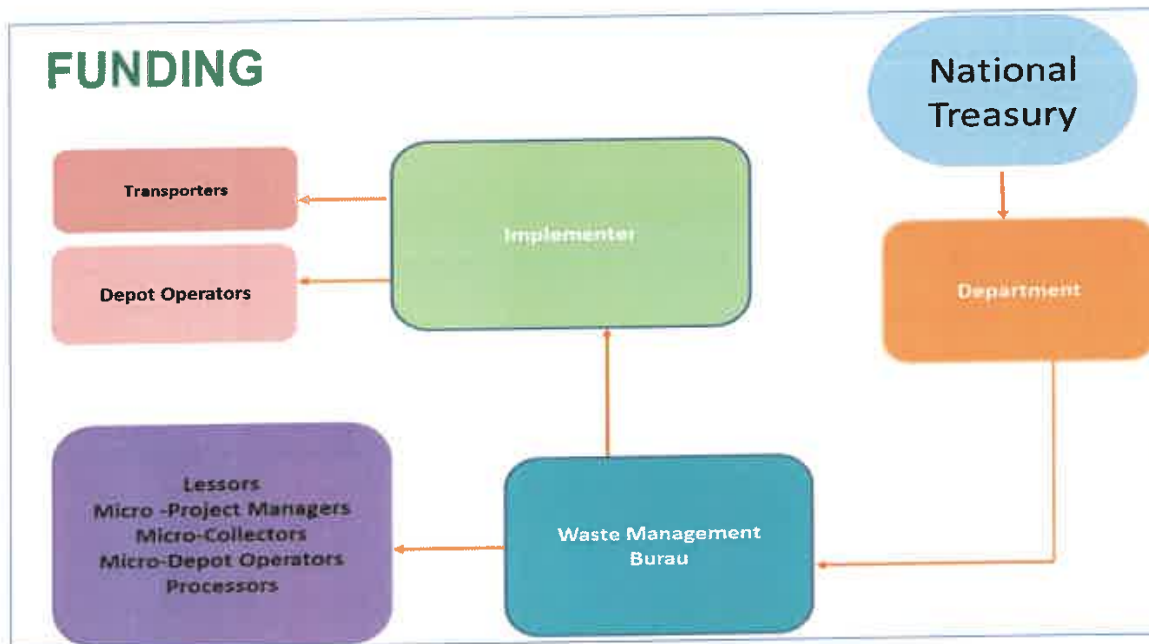 FUNDING
National
Treasury
Transporters
Implementer
Depot Operators
Department
Lessors
Micro -Project Managers
Micro-Collectors
Micro-Depot Operators
Processors
Waste Management
Burau